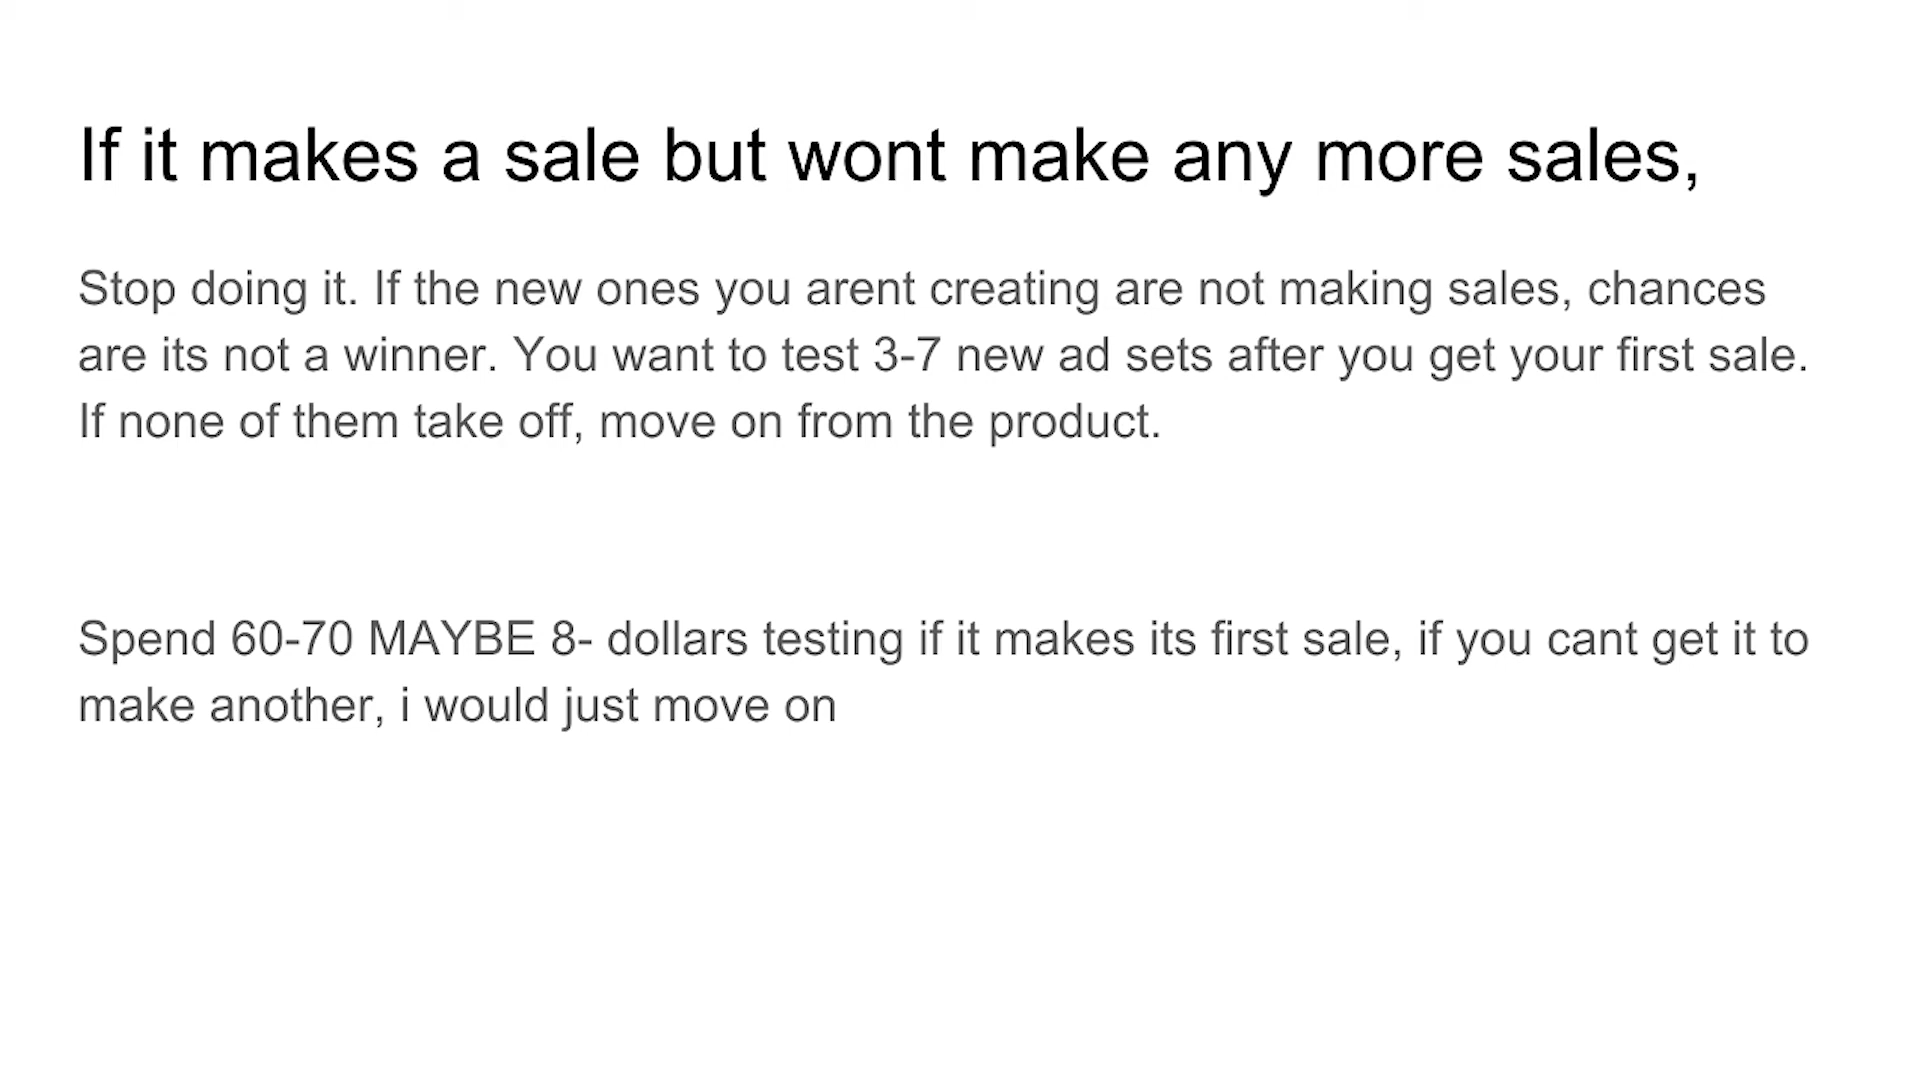 If it makes a sale but wont make any more sales,
Stop doing it. If the new ones you arent creating are not making sales, chances
are its not a winner. You want to test 3-7 new ad sets after you get your first sale.
If none of them take off, move on from the product.
Spend 60-70 MAYBE 8- dollars testing if it makes its first sale, if you cant get it to
make another, i would just move on